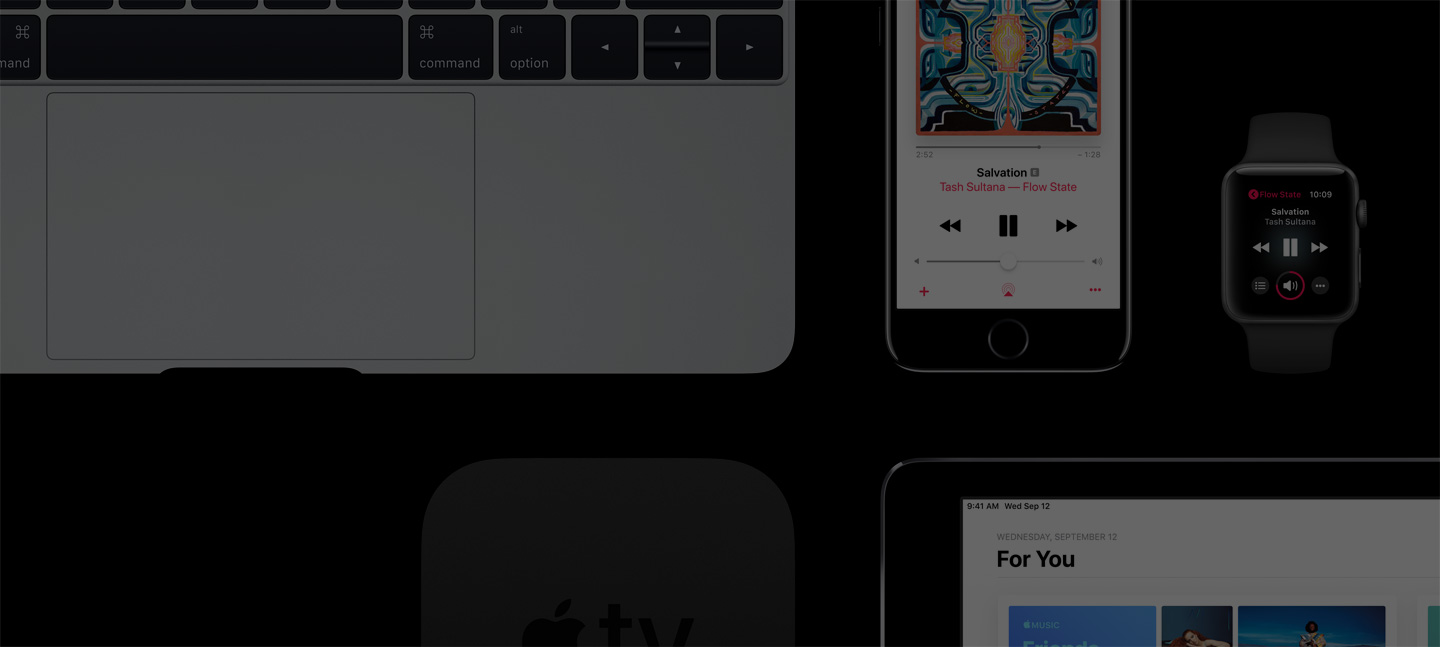 ⌘
mand
⌘
command
alt
option
2:52
– 1:28
Salvation E
Tash Sultana — Flow State
Flow State
10:09
Salvation
Tash Sultana
tv
9:41 AM Wed Sep 12
WEDNESDAY, SEPTEMBER 12
For You
MUSIC
Friends